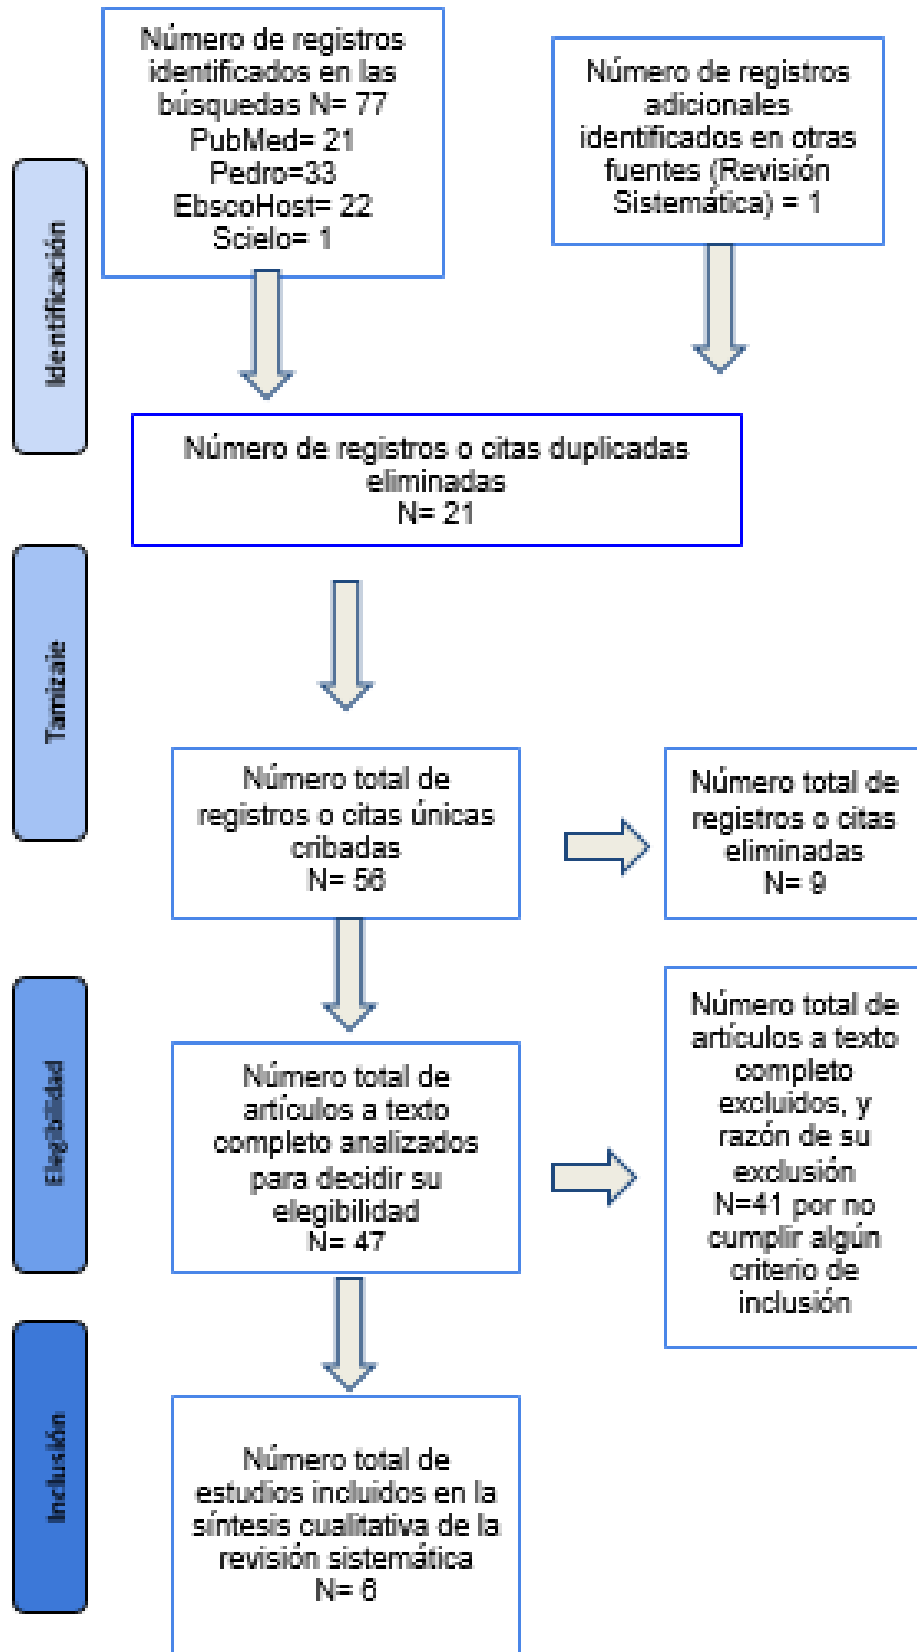 Número de registros
identificados en las
búsquedas N= 77
PubMed= 21
Pedro=33
EbscoHost= 22
Scielo= 1
Número de registros
adicionales
identificados en otras
fuentes (Revisión
Sistemática) = 1
Identificación
Número de registros o citas duplicadas
eliminadas
N= 21
Tamizaje
Número total de
registros o citas únicas
cribadas
N= 56
Número total de
registros o citas
eliminadas
N= 9
Elegibilidad
Número total de
artículos a texto
completo analizados
para decidir su
elegibilidad
N= 47
Número total de
artículos a texto
completo
excluidos, y
razón de su
exclusión
N=41 por no
cumplir algún
criterio de
inclusión
Inclusión
Número total de
estudios incluidos en la
síntesis cualitativa de la
revisión sistemática
N= 6